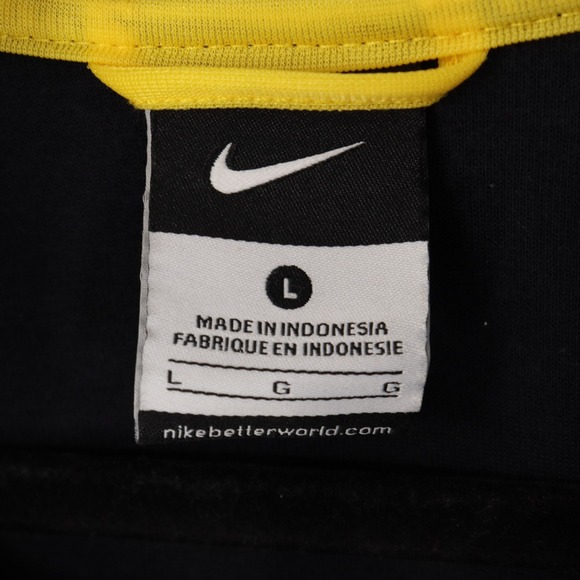 L
MADE IN INDONESIA
FABRIQUE EN INDONESIE
L G G
nikebetterworld.com